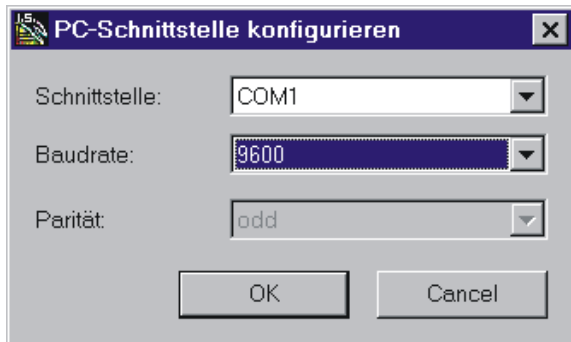 PC-Schnittstelle konfigurieren
Schnittstelle: COM1
Baudrate: 9600
Parität: odd
OK Cancel